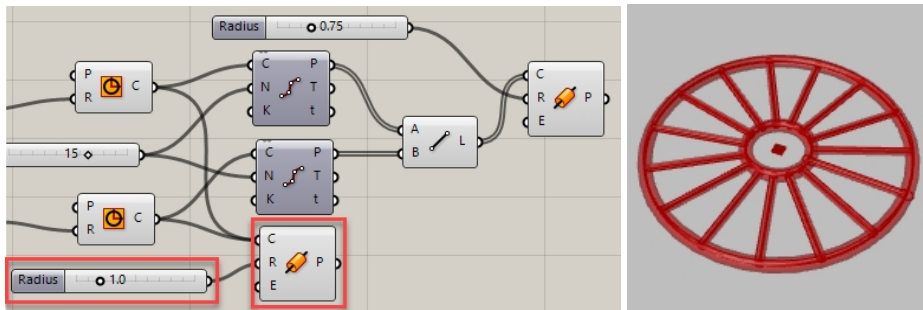 Radius 0.75
P C
R
C P
N T
K t
C
R P
E
A L
B
15
C P
N T
K t
P C
R
C
R P
E
Radius 1.0